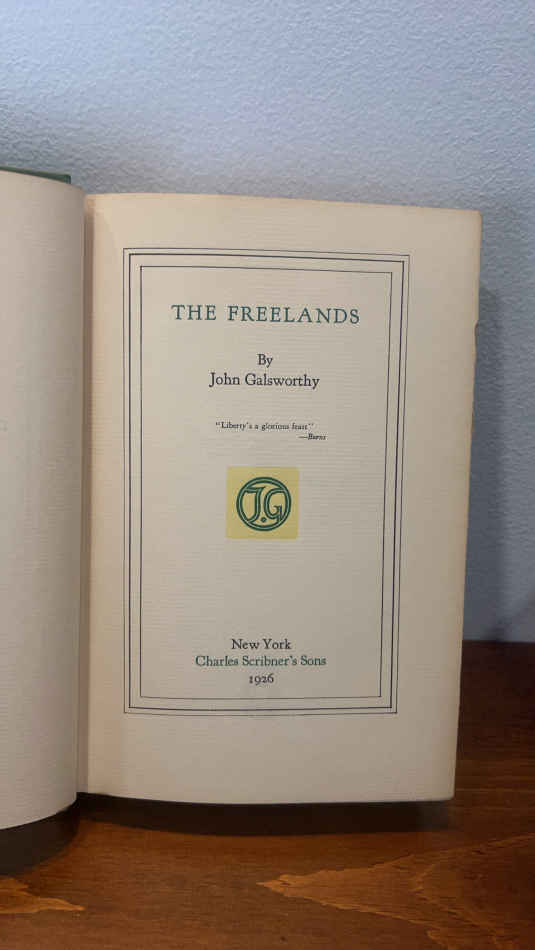 THE FREELANDS
By
John Galsworthy
"Liberty's a glorious feast."
—Burns
J.G
New York
Charles Scribner's Sons
1926